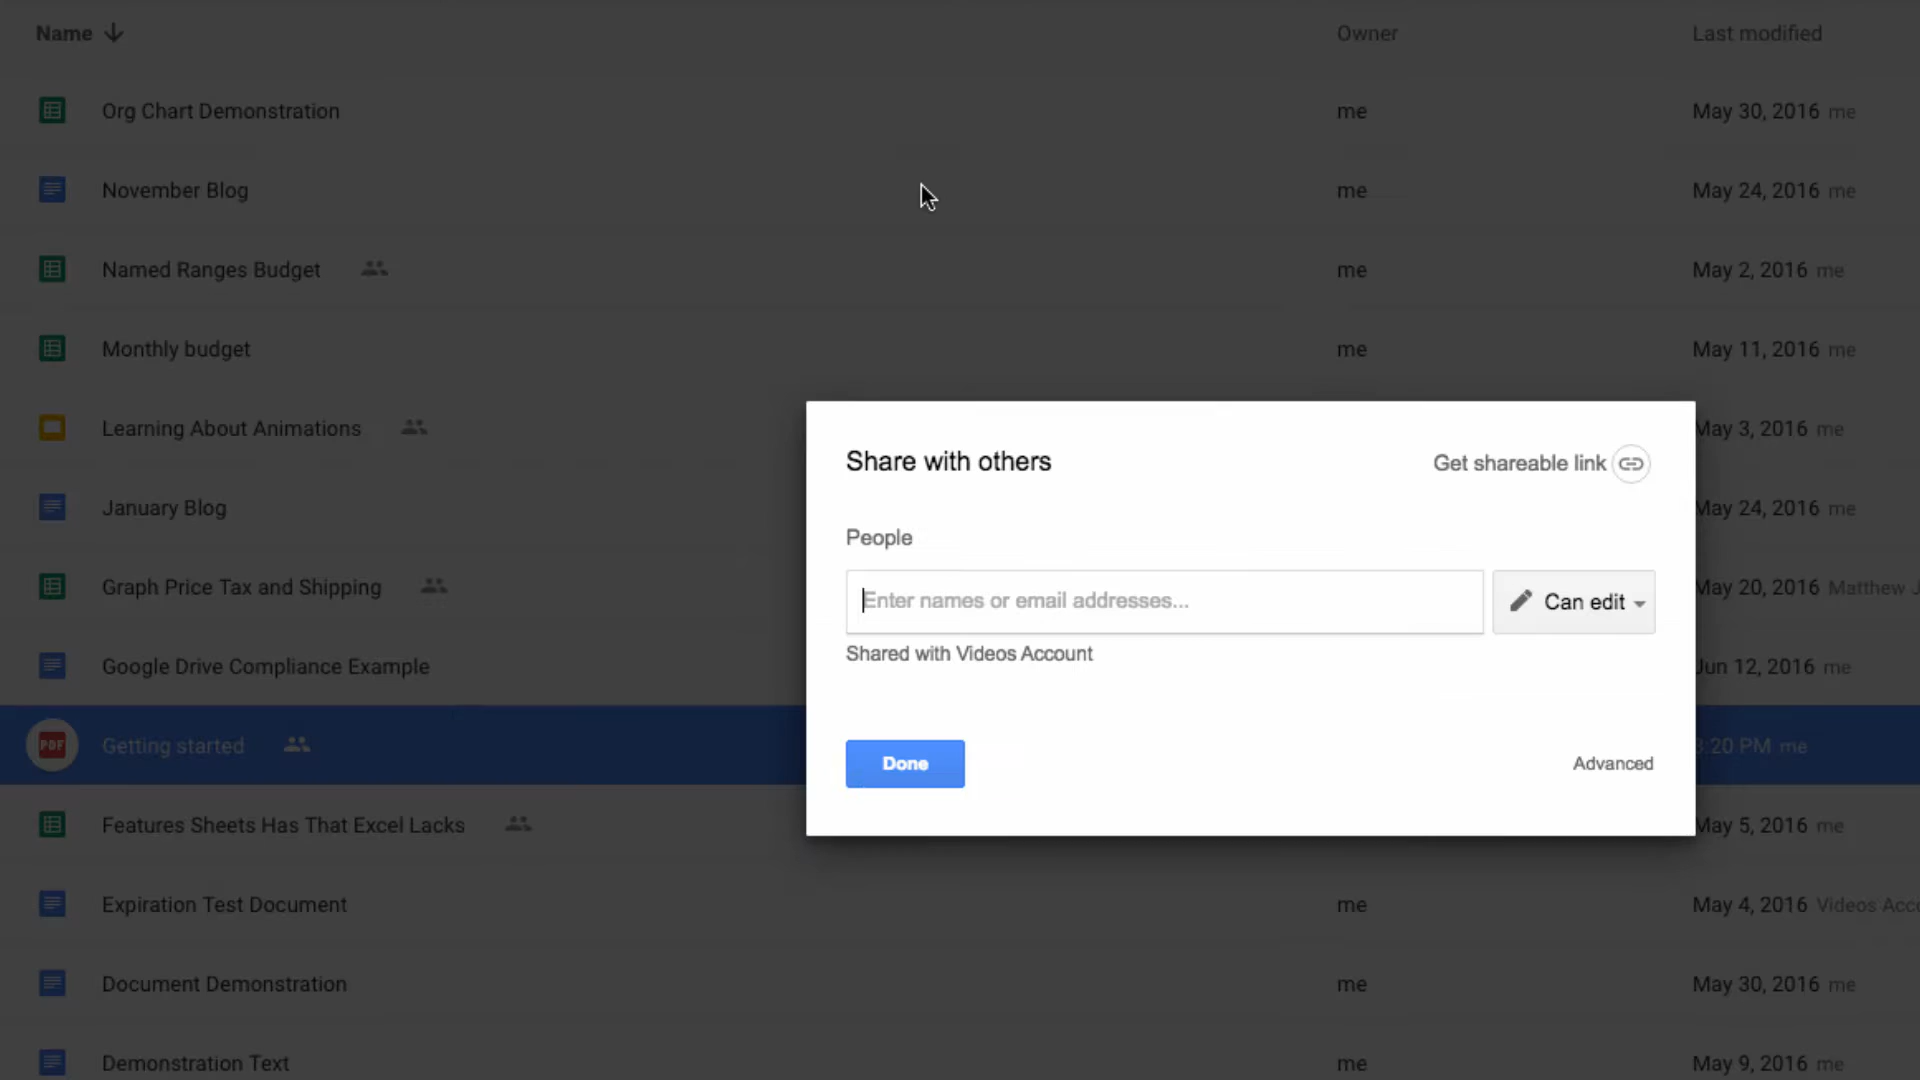 Name Owner Last modified
Org Chart Demonstration me May 30, 2016 me
November Blog me May 24, 2016 me
Named Ranges Budget me May 2, 2016 me
Monthly budget me May 11, 2016 me
Learning About Animations May 3, 2016 me
January Blog May 24, 2016 me
Graph Price Tax and Shipping May 20, 2016 Matthew J
Google Drive Compliance Example Jun 12, 2016 me
PDF Getting started 3:20 PM me
Features Sheets Has That Excel Lacks May 5, 2016 me
Expiration Test Document me May 4, 2016 Videos Acco
Document Demonstration me May 30, 2016 me
Demonstration Text me May 9, 2016 me
Share with others Get shareable link
People
Enter names or email addresses... Can edit
Shared with Videos Account
Done Advanced